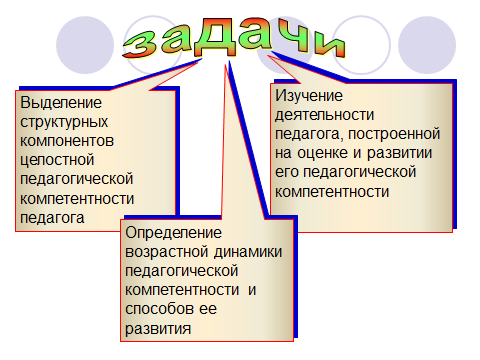 задачи
Выделение
структурных
компонентов
целостной
педагогической
компетентности
педагога
Определение
возрастной динамики
педагогической
компетентности и
способов ее
развития
Изучение
деятельности
педагога, построенной
на оценке и развитии
его педагогической
компетентности